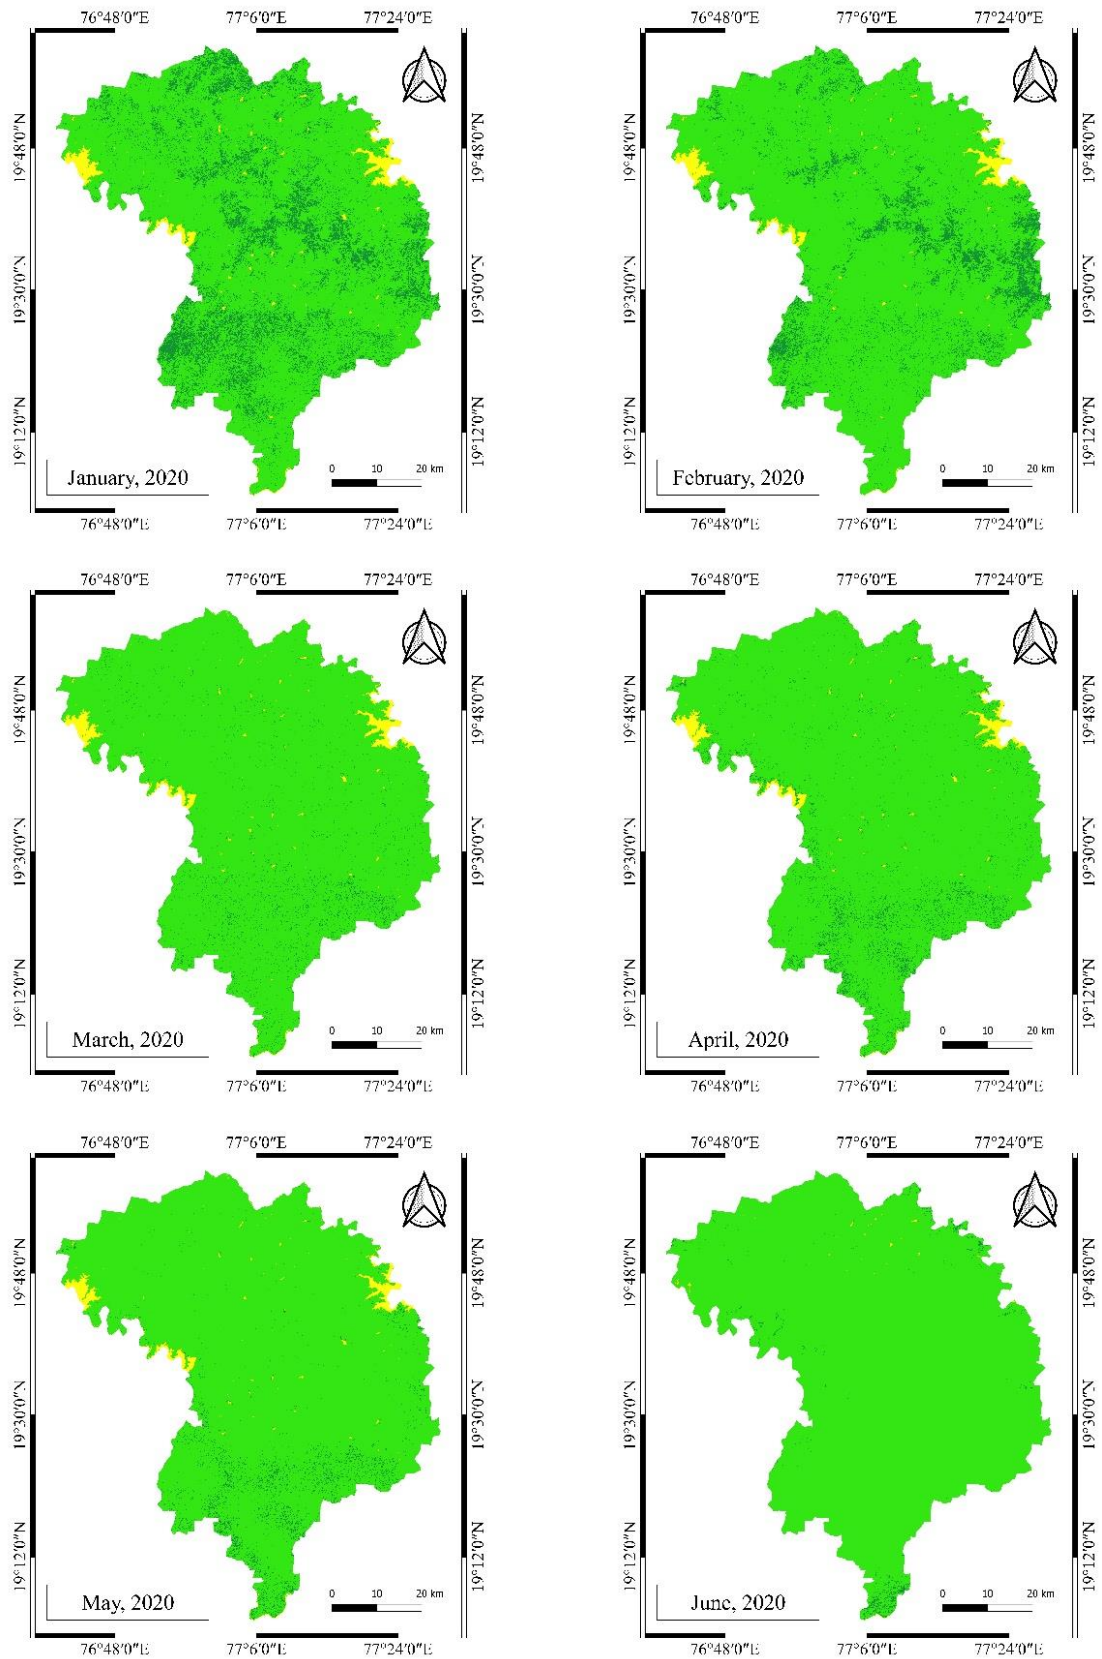 76°48'0"E 77°6'0"E 77°24'0"E 76°48'0"E 77°6'0"E 77°24'0"E
19°48'0"N 19°48'0"N 19°48'0"N 19°48'0"N
19°30'0"N 19°30'0"N 19°30'0"N 19°30'0"N
19°12'0"N 19°12'0"N 19°12'0"N 19°12'0"N
January, 2020 0 10 20 km February, 2020 0 10 20 km
76°48'0"E 77°6'0"E 77°24'0"E 76°48'0"E 77°6'0"E 77°24'0"E
76°48'0"E 77°6'0"E 77°24'0"E 76°48'0"E 77°6'0"E 77°24'0"E
19°48'0"N 19°48'0"N 19°48'0"N 19°48'0"N
19°30'0"N 19°30'0"N 19°30'0"N 19°30'0"N
19°12'0"N 19°12'0"N 19°12'0"N 19°12'0"N
March, 2020 0 10 20 km April, 2020 0 10 20 km
76°48'0"E 77°6'0"E 77°24'0"E 76°48'0"E 77°6'0"E 77°24'0"E
76°48'0"E 77°6'0"E 77°24'0"E 76°48'0"E 77°6'0"E 77°24'0"E
19°48'0"N 19°48'0"N 19°48'0"N 19°48'0"N
19°30'0"N 19°30'0"N 19°30'0"N 19°30'0"N
19°12'0"N 19°12'0"N 19°12'0"N 19°12'0"N
May, 2020 0 10 20 km June, 2020 0 10 20 km
76°48'0"E 77°6'0"E 77°24'0"E 76°48'0"E 77°6'0"E 77°24'0"E